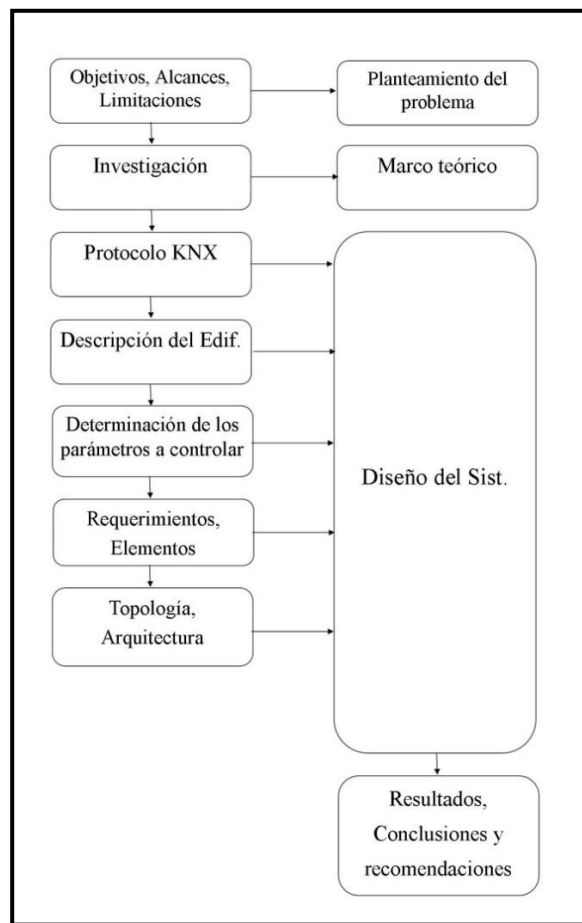 Objetivos, Alcances,
Limitaciones
Planteamiento del
problema
Investigación
Marco teórico
Protocolo KNX
Descripción del Edif.
Determinación de los
parámetros a controlar
Requerimientos,
Elementos
Topología,
Arquitectura
Diseño del Sist.
Resultados,
Conclusiones y
recomendaciones